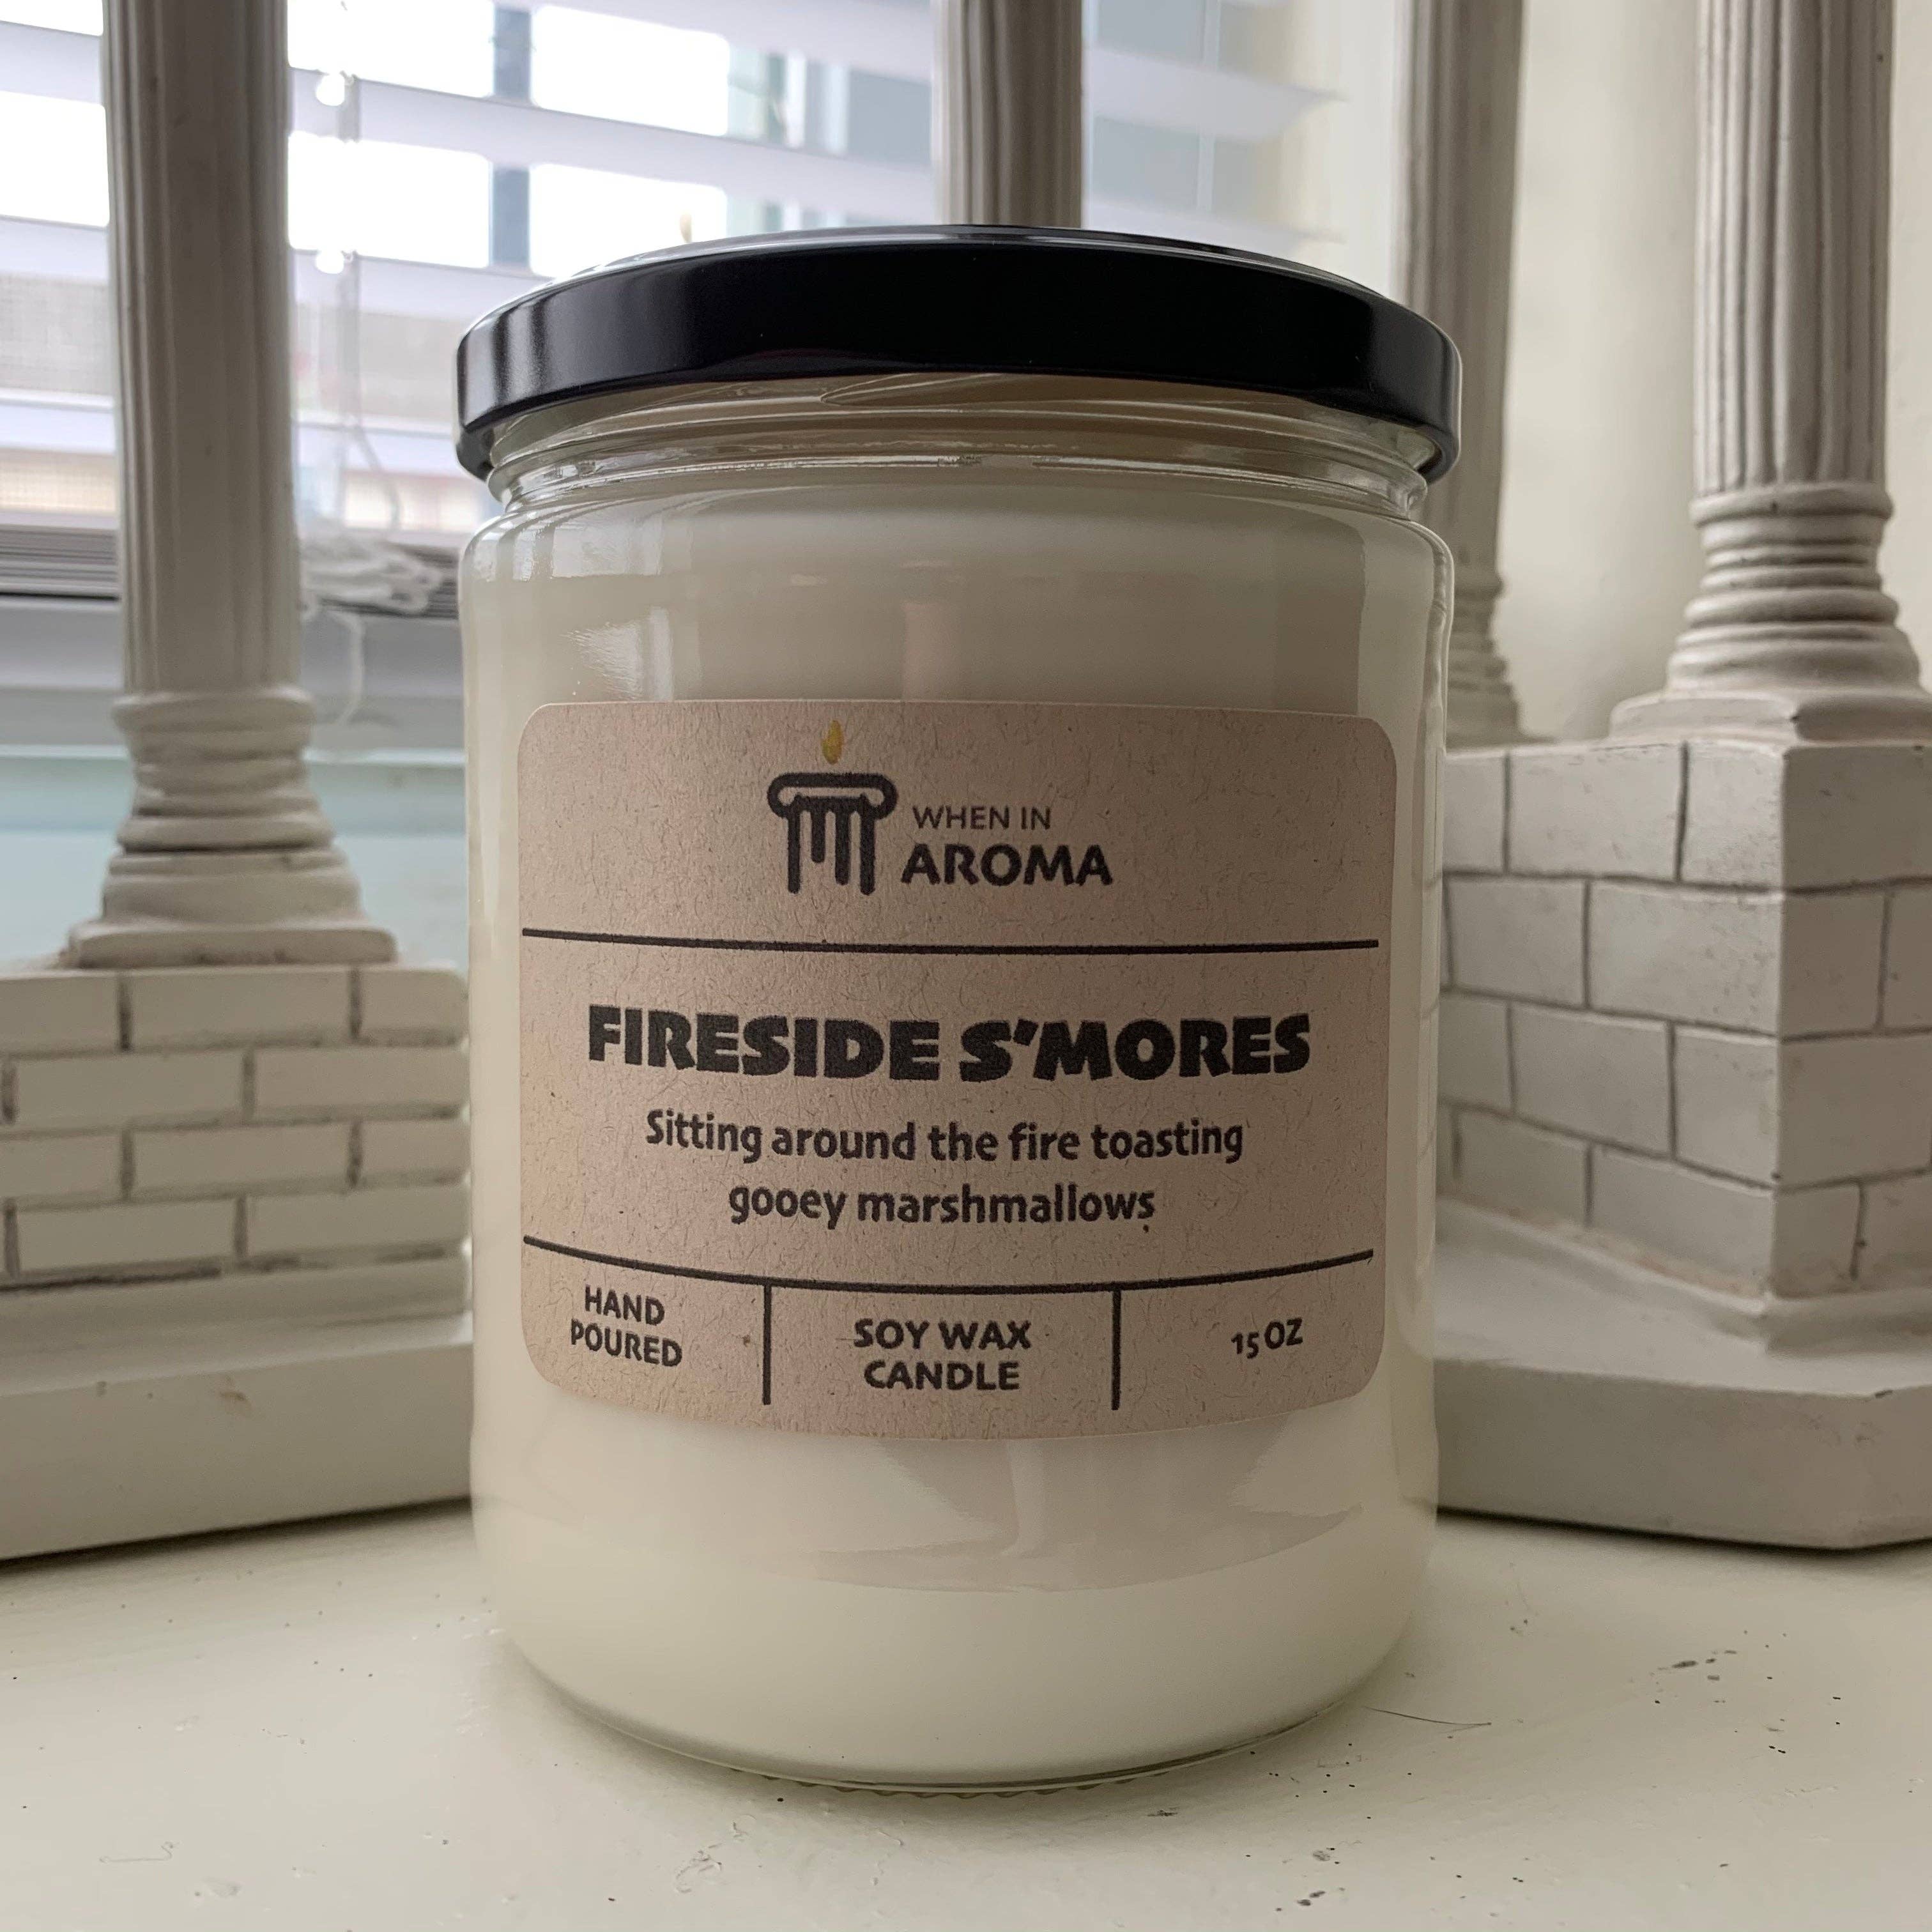 WHEN IN
AROMA
FIRESIDE S'MORES
Sitting around the fire toasting
gooey marshmallows
HAND
POURED
SOY WAX
CANDLE
15 OZ